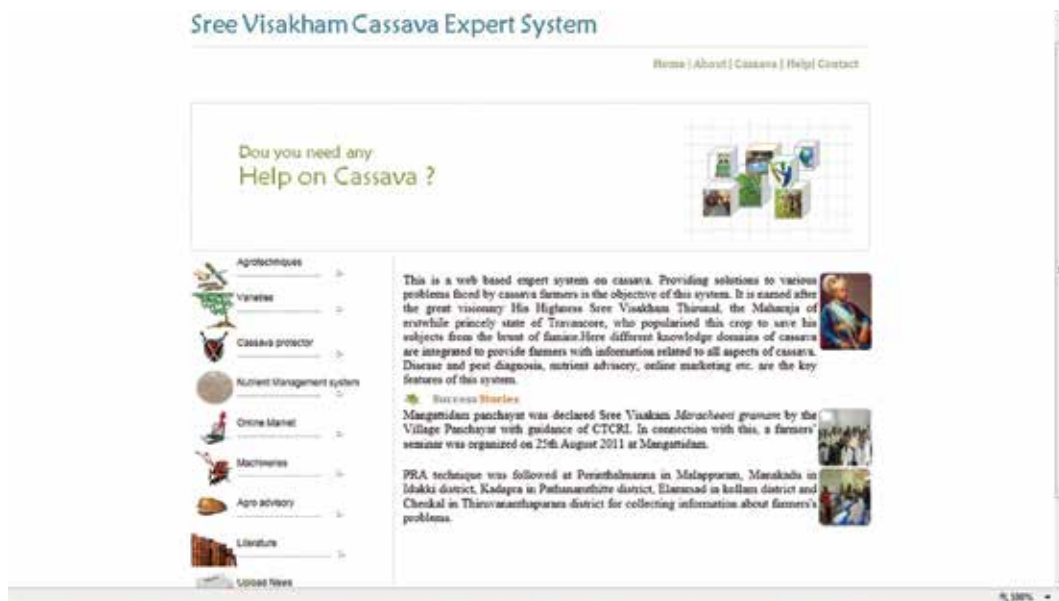 Sree Visakham Cassava Expert System
Home | About | Cassava | Help| Contact
Dou you need any
Help on Cassava ?
Agrotechniques
Varieties
Cassava protector
Nutrient Management system
Online Market
Machineries
Agro advisory
Literature
Upload News
This is a web based expert system on cassava. Providing solutions to various
problems faced by cassava farmers is the objective of this system. It is named after
the great visionary His Highness Sree Visakham Thirunal, the Maharaja of
erstwhile princely state of Travancore, who popularised this crop to save his
subjects from the brunt of famine.Here different knowledge domains of cassava
are integrated to provide farmers with information related to all aspects of cassava.
Disease and pest diagnosis, nutrient advisory, online marketing etc. are the key
features of this system.
Success Stories
Mangattidam panchayat was declared Sree Visakam Maracheeni gramam by the
Village Panchayat with guidance of CTCRI. In connection with this, a farmers'
seminar was organized on 25th August 2011 at Mangattidam.
PRA technique was followed at Perinthalmanna in Malappuram, Manakadu in
Idukki district, Kadapra in Pathanamthitte district, Elammad in kollam district and
Chenkal in Thiruvananthapuram district for collecting information about farmer's
problems.
100%